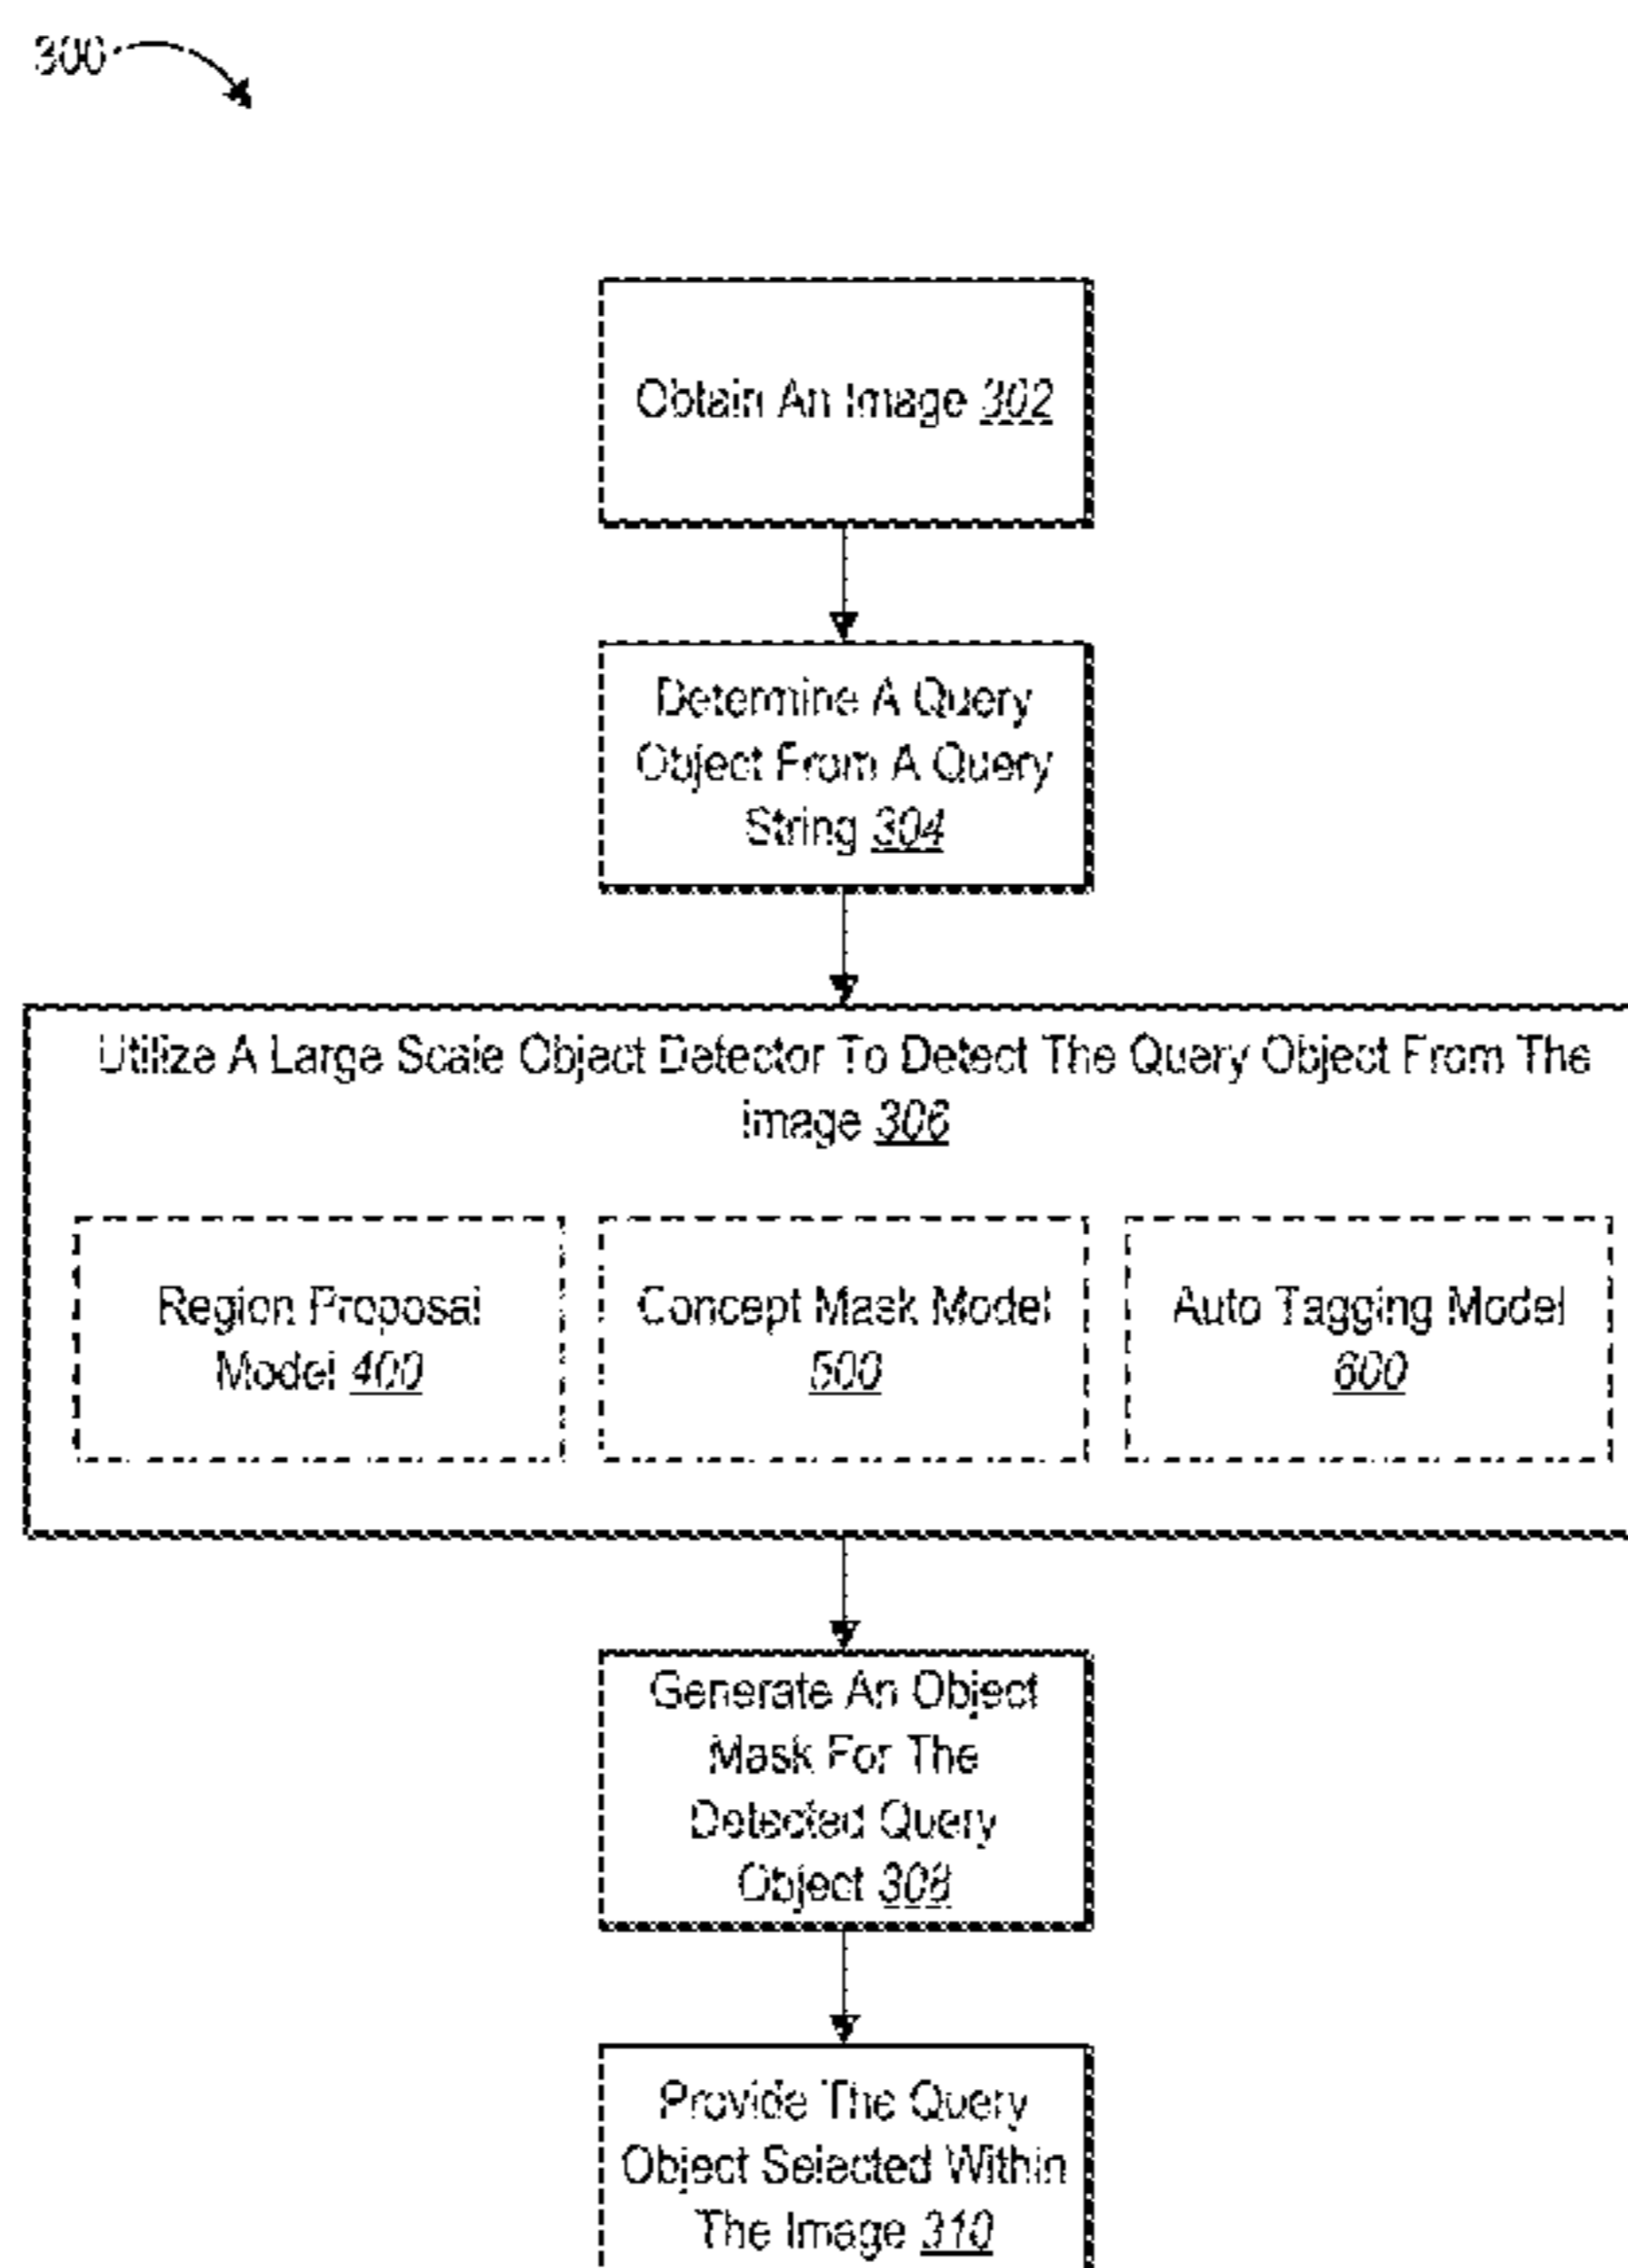 300
Obtain An Image 302
Determine A Query
Object From A Query
String 304
Utilize A Large Scale Object Detector To Detect The Query Object From The
Image 306
Region Proposal
Model 400
Concept Mask Model
500
Auto Tagging Model
600
Generate An Object
Mask For The
Detected Query
Object 308
Provide The Query
Object Selected Within
The Image 310